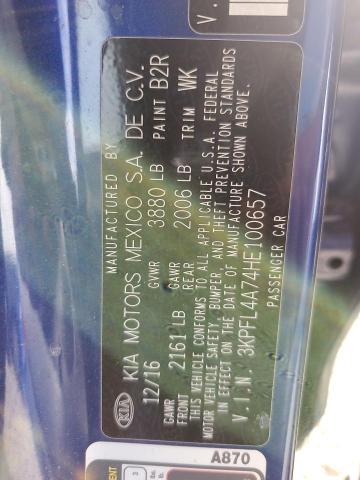 MANUFACTURED BY
KIA KIA MOTORS MEXICO S.A. DE C.V.
12/16 GVWR 3880 LB PAINT B2R
GAWR FRONT 2161 LB GAWR REAR 2006 LB TRIM WK
THIS VEHICLE CONFORMS TO ALL APPLICABLE U.S.A. FEDERAL
MOTOR VEHICLE SAFETY, BUMPER, AND THEFT PREVENTION STANDARDS
IN EFFECT ON THE DATE OF MANUFACTURE SHOWN ABOVE.
V.I.N. 3KPFL4A74HE100657
PASSENGER CAR
A870
V.